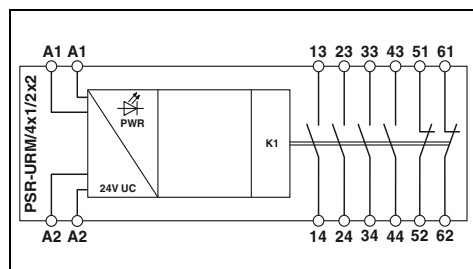 A1 A1 13 23 33 43 51 61
PSR-URM/4x1/2x2
PWR
K1
24V UC
A2 A2 14 24 34 44 52 62